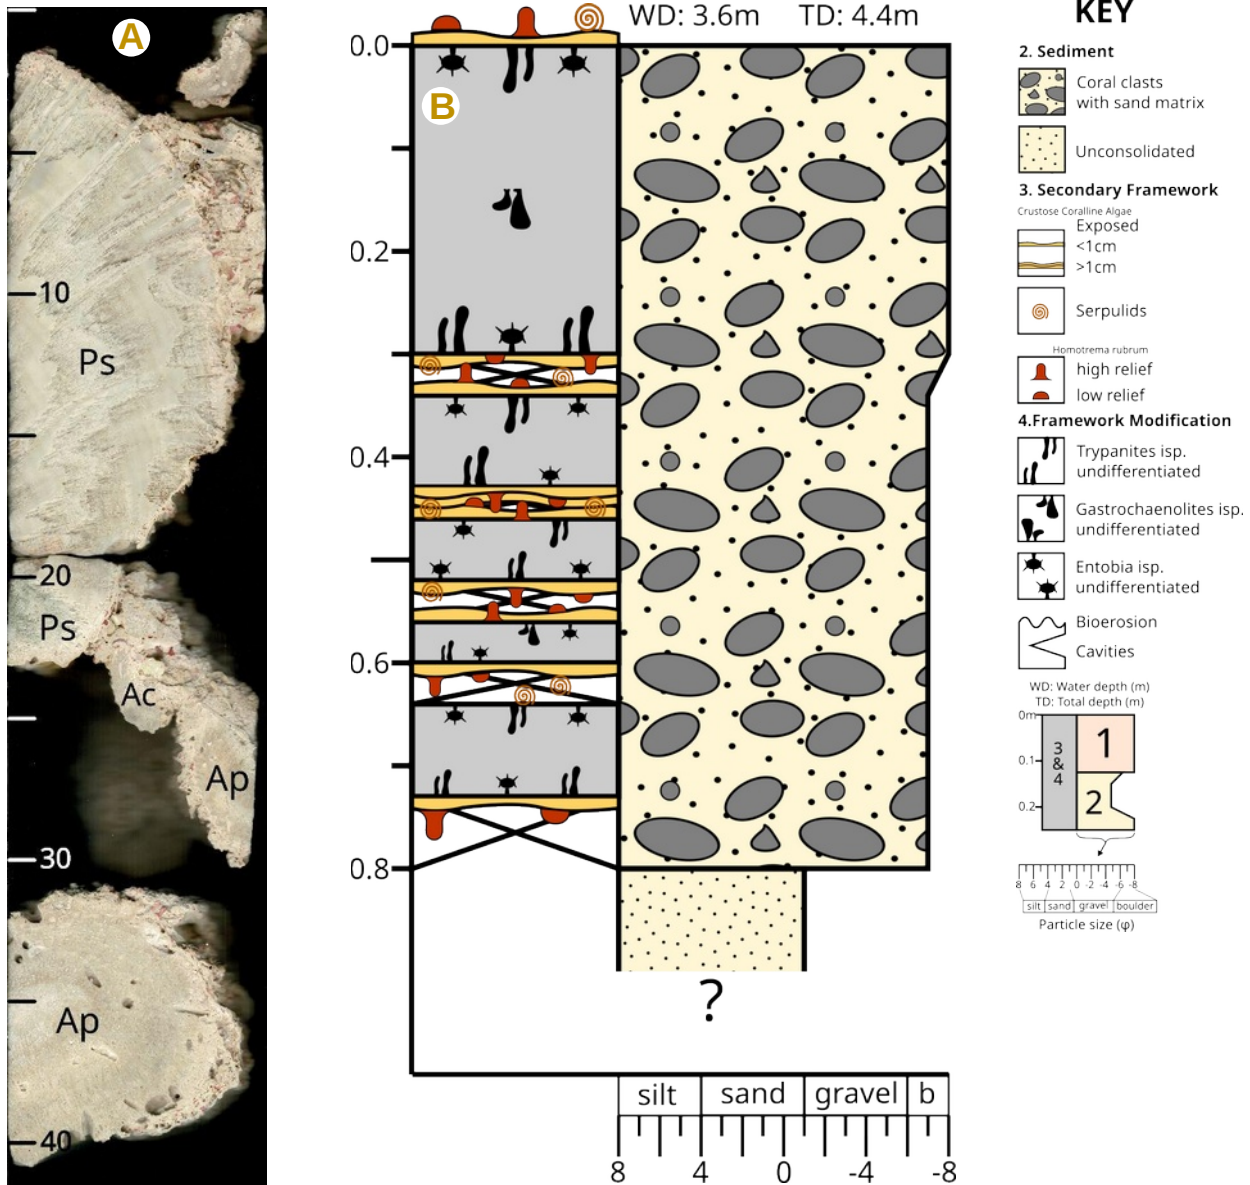 A
10
Ps
20
Ps
Ac
Ap
30
Ap
40
WD: 3.6m TD: 4.4m
B
0.0
0.2
0.4
0.6
0.8
?
silt sand gravel b
8 4 0 -4 -8
KEY
2. Sediment
Coral clasts
with sand matrix
Unconsolidated
3. Secondary Framework
Crustose Coralline Algae
Exposed
<1cm
>1cm
Serpulids
Homotrema rubrum
high relief
low relief
4.Framework Modification
Trypanites isp.
undifferentiated
Gastrochaenolites isp.
undifferentiated
Entobia isp.
undifferentiated
Bioerosion
Cavities
WD: Water depth (m)
TD: Total depth (m)
0m
0.1
0.2
3
&
4
1
2
8 6 4 2 0 -2 -4 -6 -8
silt sand gravel boulder
Particle size (φ)